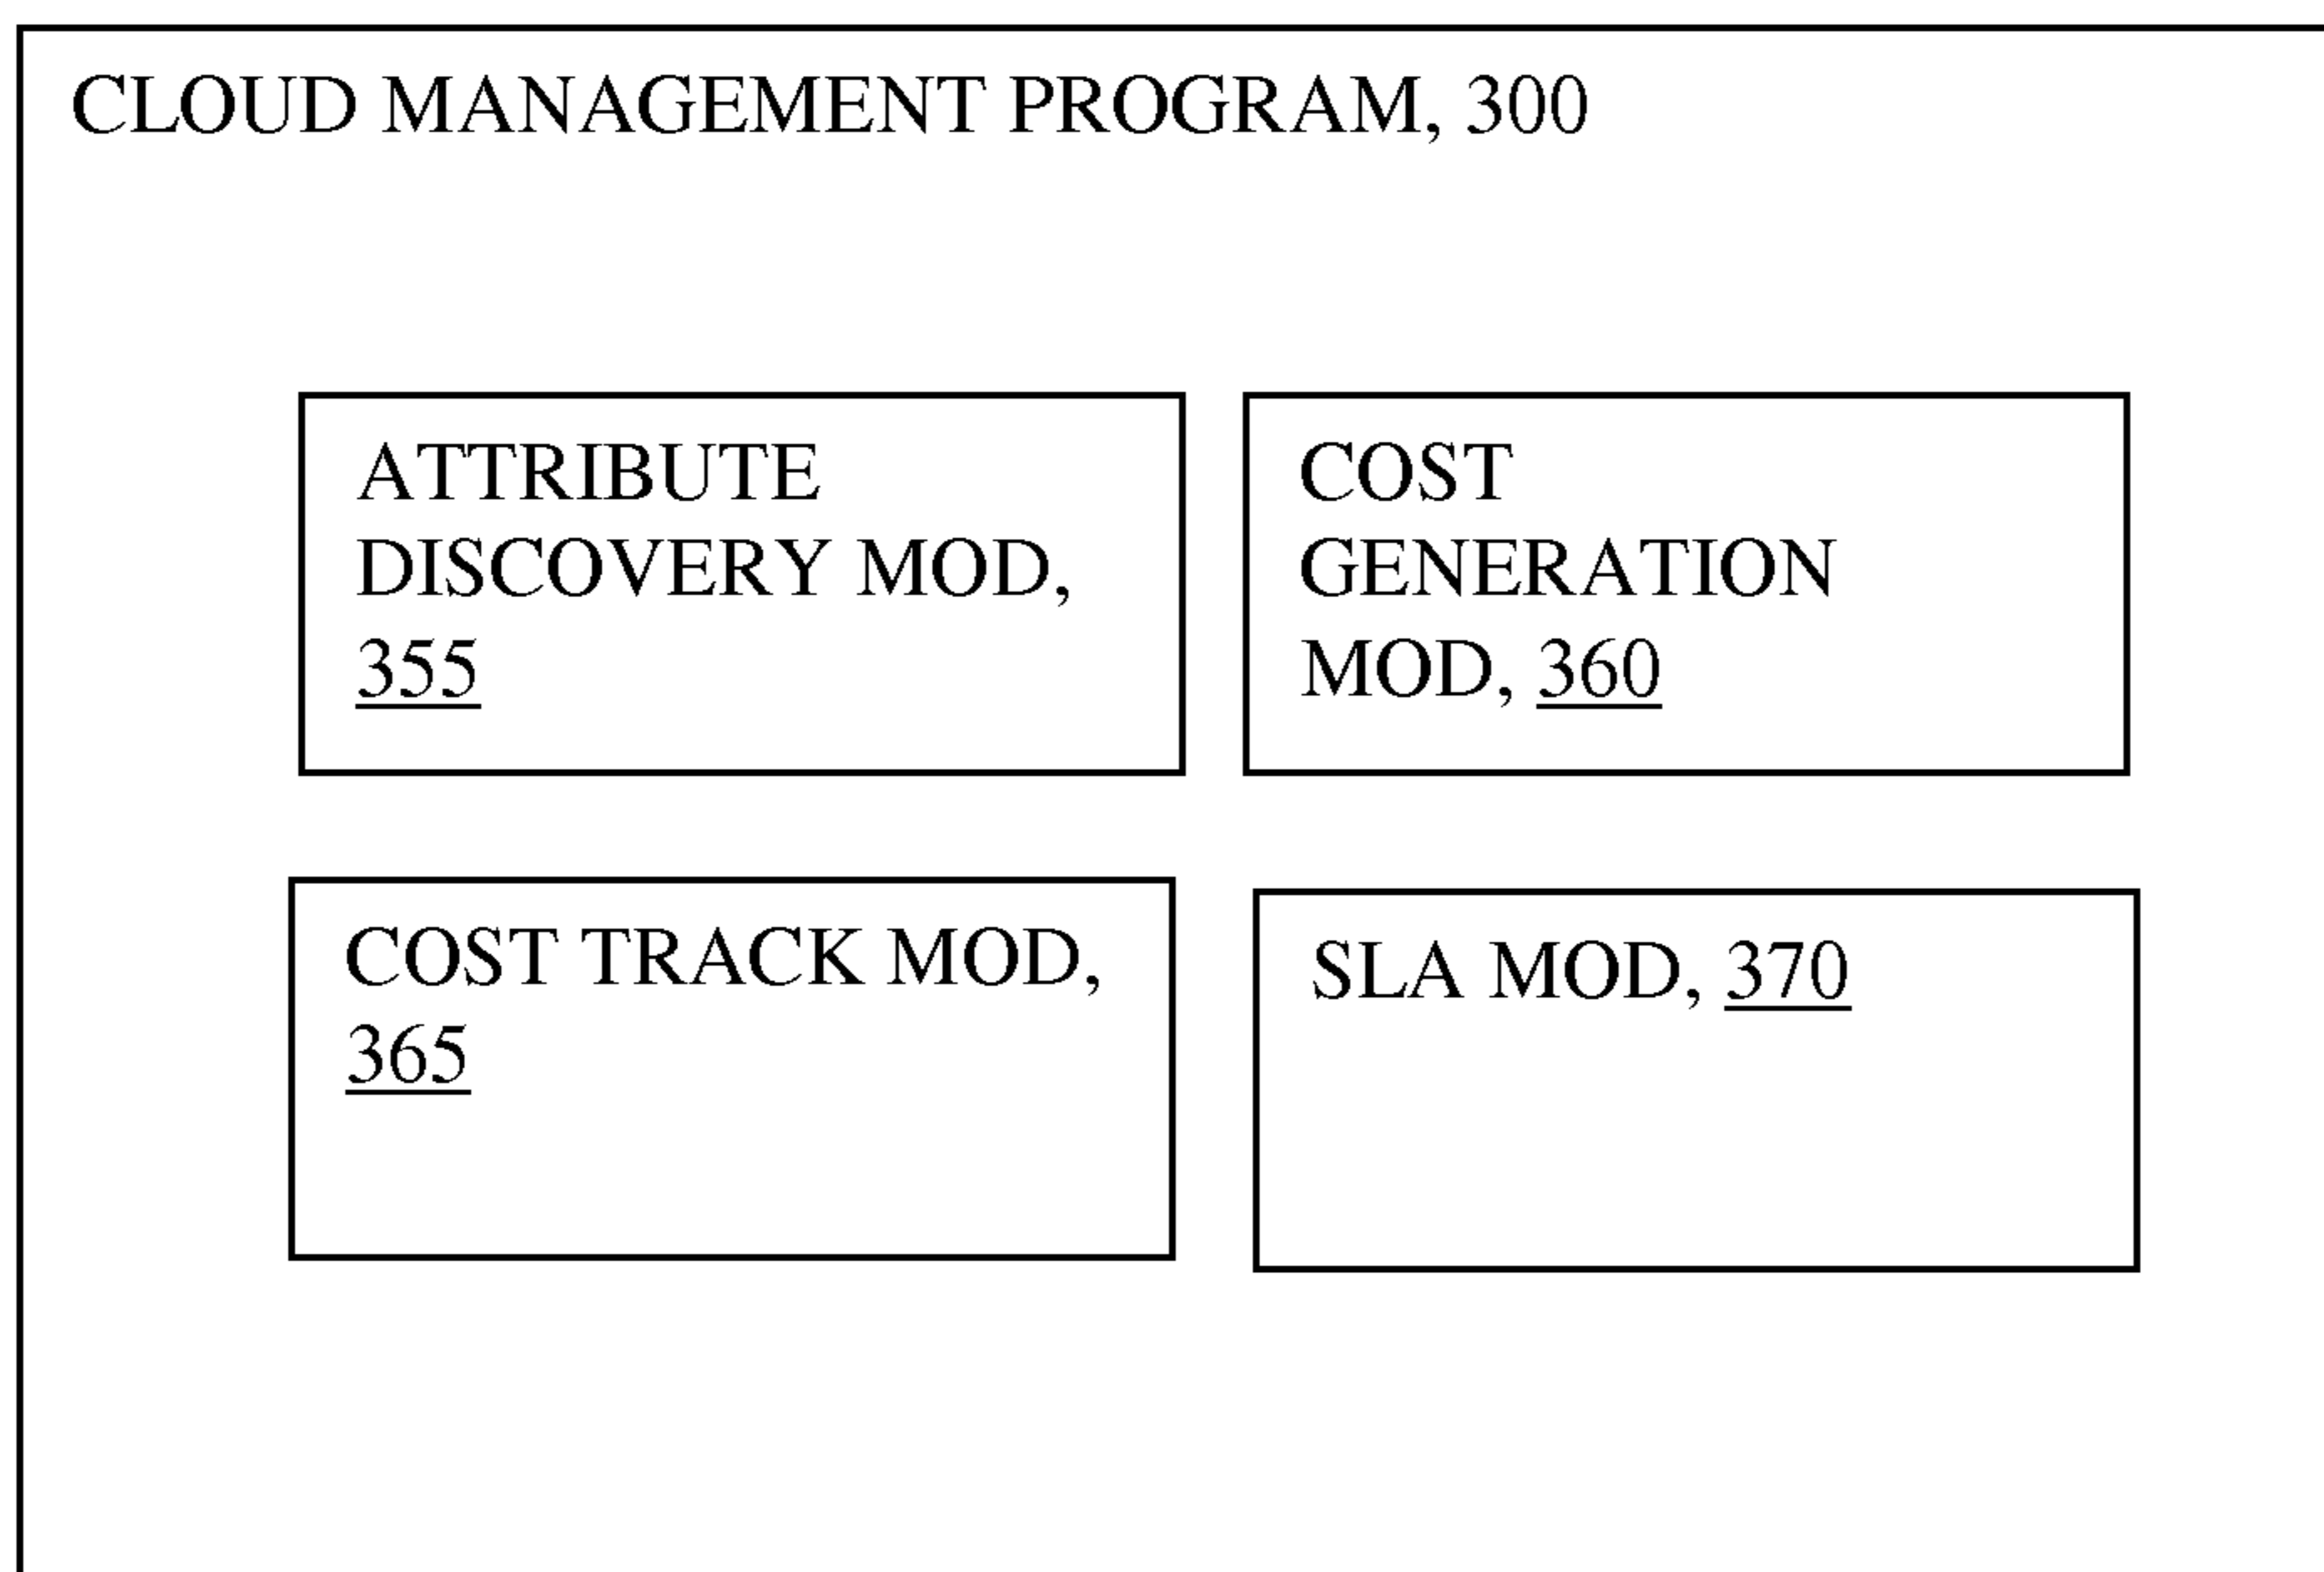 CLOUD MANAGEMENT PROGRAM, 300
ATTRIBUTE
DISCOVERY MOD,
355
COST
GENERATION
MOD, 360
COST TRACK MOD,
365
SLA MOD, 370